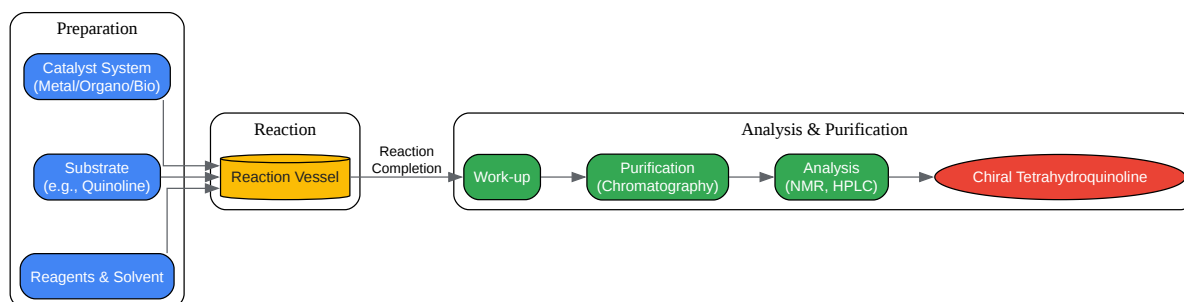 Preparation
Catalyst System
(Metal/Organo/Bio)
Substrate
(e.g., Quinoline)
Reagents & Solvent
Reaction
Reaction Vessel
Reaction
Completion
Analysis & Purification
Work-up
Purification
(Chromatography)
Analysis
(NMR, HPLC)
Chiral Tetrahydroquinoline